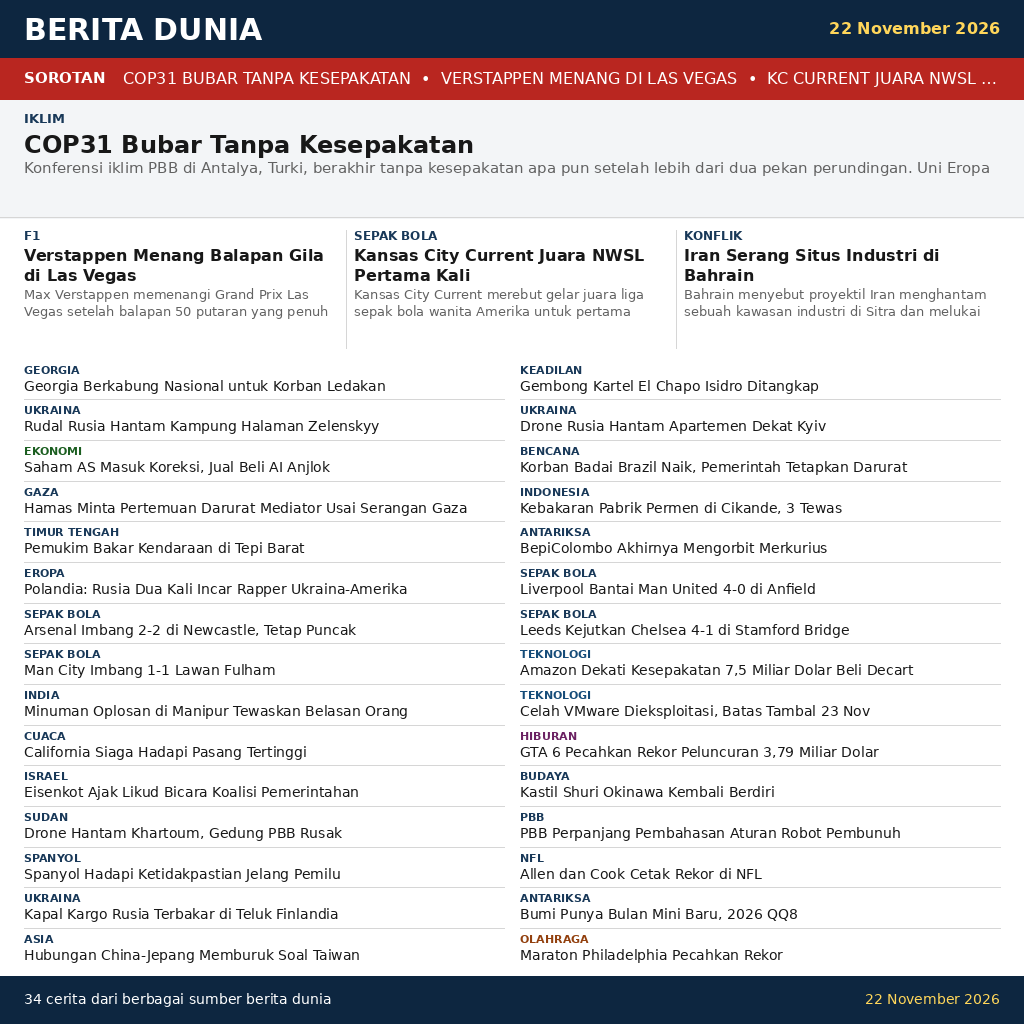 BERITA DUNIA
22 November 2026
SOROTAN COP31 BUBAR TANPA KESEPAKATAN • VERSTAPPEN MENANG DI LAS VEGAS • KC CURRENT JUARA NWSL ...
IKLIM
COP31 Bubar Tanpa Kesepakatan
Konferensi iklim PBB di Antalya, Turki, berakhir tanpa kesepakatan apa pun setelah lebih dari dua pekan perundingan. Uni Eropa
F1
Verstappen Menang Balapan Gila
di Las Vegas
Max Verstappen memenangi Grand Prix Las
Vegas setelah balapan 50 putaran yang penuh
SEPAK BOLA
Kansas City Current Juara NWSL
Pertama Kali
Kansas City Current merebut gelar juara liga
sepak bola wanita Amerika untuk pertama
KONFLIK
Iran Serang Situs Industri di
Bahrain
Bahrain menyebut proyektil Iran menghantam
sebuah kawasan industri di Sitra dan melukai
GEORGIA
Georgia Berkabung Nasional untuk Korban Ledakan
UKRAINA
Rudal Rusia Hantam Kampung Halaman Zelenskyy
EKONOMI
Saham AS Masuk Koreksi, Jual Beli AI Anjlok
GAZA
Hamas Minta Pertemuan Darurat Mediator Usai Serangan Gaza
TIMUR TENGAH
Pemukim Bakar Kendaraan di Tepi Barat
EROPA
Polandia: Rusia Dua Kali Incar Rapper Ukraina-Amerika
SEPAK BOLA
Arsenal Imbang 2-2 di Newcastle, Tetap Puncak
SEPAK BOLA
Man City Imbang 1-1 Lawan Fulham
INDIA
Minuman Oplosan di Manipur Tewaskan Belasan Orang
CUACA
California Siaga Hadapi Pasang Tertinggi
ISRAEL
Eisenkot Ajak Likud Bicara Koalisi Pemerintahan
SUDAN
Drone Hantam Khartoum, Gedung PBB Rusak
SPANYOL
Spanyol Hadapi Ketidakpastian Jelang Pemilu
UKRAINA
Kapal Kargo Rusia Terbakar di Teluk Finlandia
ASIA
Hubungan China-Jepang Memburuk Soal Taiwan
KEADILAN
Gembong Kartel El Chapo Isidro Ditangkap
UKRAINA
Drone Rusia Hantam Apartemen Dekat Kyiv
BENCANA
Korban Badai Brazil Naik, Pemerintah Tetapkan Darurat
INDONESIA
Kebakaran Pabrik Permen di Cikande, 3 Tewas
ANTARIKSA
BepiColombo Akhirnya Mengorbit Merkurius
SEPAK BOLA
Liverpool Bantai Man United 4-0 di Anfield
SEPAK BOLA
Leeds Kejutkan Chelsea 4-1 di Stamford Bridge
TEKNOLOGI
Amazon Dekati Kesepakatan 7,5 Miliar Dolar Beli Decart
TEKNOLOGI
Celah VMware Dieksploitasi, Batas Tambal 23 Nov
HIBURAN
GTA 6 Pecahkan Rekor Peluncuran 3,79 Miliar Dolar
BUDAYA
Kastil Shuri Okinawa Kembali Berdiri
PBB
PBB Perpanjang Pembahasan Aturan Robot Pembunuh
NFL
Allen dan Cook Cetak Rekor di NFL
ANTARIKSA
Bumi Punya Bulan Mini Baru, 2026 QQ8
OLAHRAGA
Maraton Philadelphia Pecahkan Rekor
34 cerita dari berbagai sumber berita dunia
22 November 2026